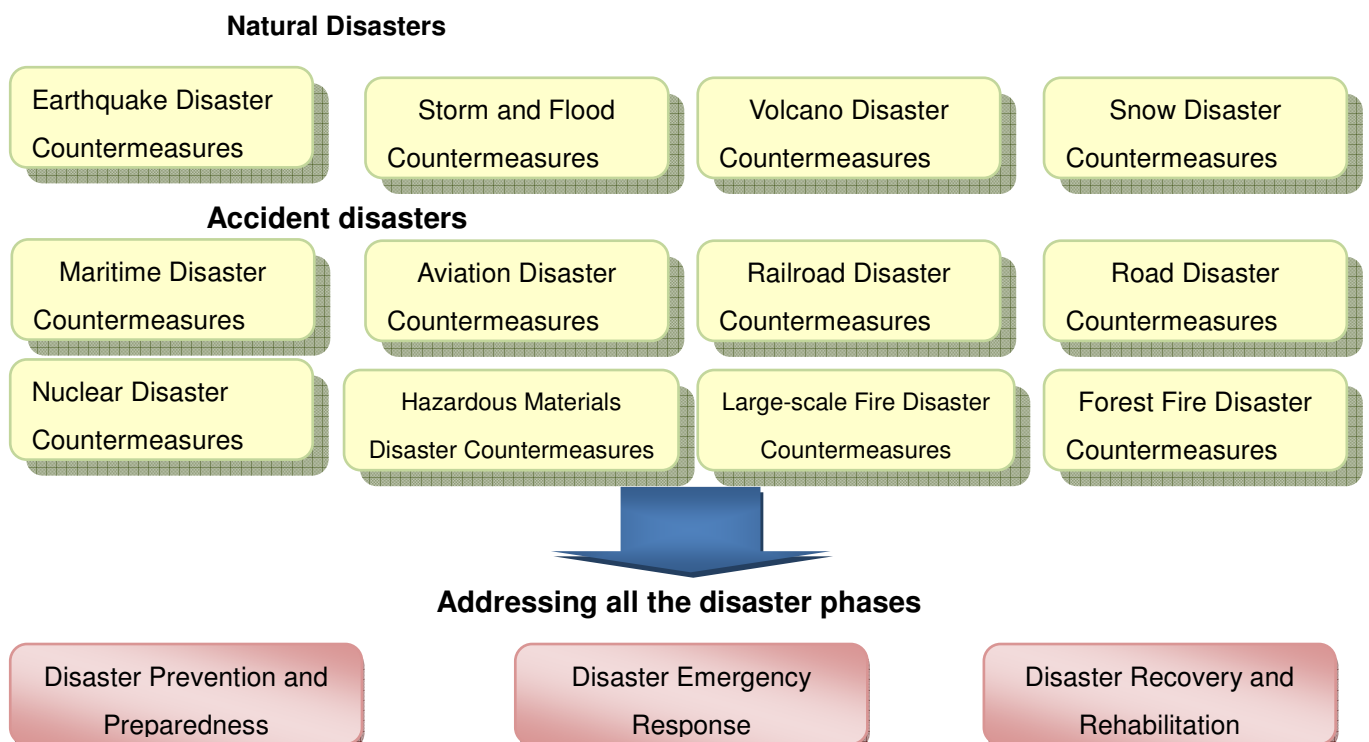 Natural Disasters
Earthquake Disaster
Countermeasures
Storm and Flood
Countermeasures
Volcano Disaster
Countermeasures
Snow Disaster
Countermeasures
Accident disasters
Maritime Disaster
Countermeasures
Aviation Disaster
Countermeasures
Railroad Disaster
Countermeasures
Road Disaster
Countermeasures
Nuclear Disaster
Countermeasures
Hazardous Materials
Disaster Countermeasures
Large-scale Fire Disaster
Countermeasures
Forest Fire Disaster
Countermeasures
Addressing all the disaster phases
Disaster Prevention and
Preparedness
Disaster Emergency
Response
Disaster Recovery and
Rehabilitation